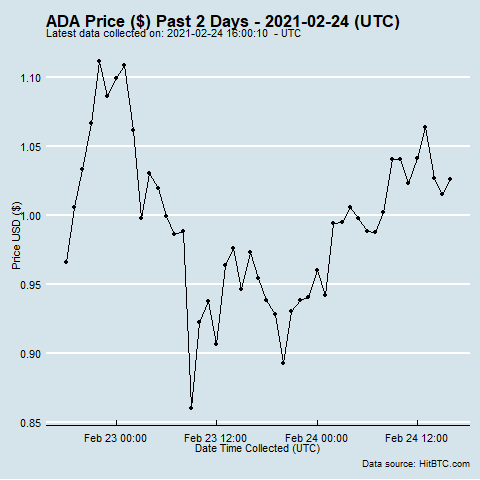 ADA Price ($) Past 2 Days - 2021-02-24 (UTC)
Latest data collected on: 2021-02-24 16:00:10 - UTC
1.10
1.05
1.00
0.95
0.90
0.85
Price USD ($)
Feb 23 00:00 Feb 23 12:00 Feb 24 00:00 Feb 24 12:00
Date Time Collected (UTC)
Data source: HitBTC.com